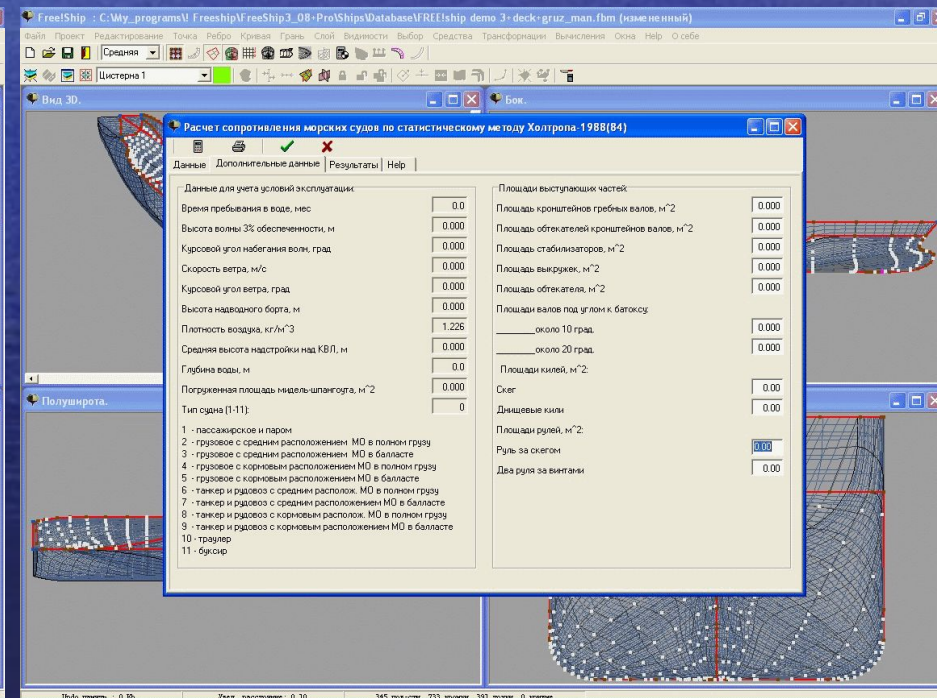 Free!Ship : C:\My_programs\! Freeship\FreeShip3_08+Pro\Ships\Database\FREE!ship demo 3+deck+gruz_man.fbm (измененный)
Файл Проект Редактирование Точка Ребро Кривая Грань Слой Видимости Выбор Средства Трансформации Вычисления Окна Help О себе
Средняя
Цистерна 1
Вид 3D.
Бок.
Расчет сопротивления морских судов по статистическому методу Холтропа-1988(84)
Данные Дополнительные данные Результаты Help
Данные для учета условий эксплуатации:
Время пребывания в воде, мес 0.0
Высота волны 3% обеспеченности, м 0.000
Курсовой угол набегания волн, град 0.000
Скорость ветра, м/с 0.000
Курсовой угол ветра, град 0.000
Высота надводного борта, м 0.000
Плотность воздуха, кг/м^3 1.226
Средняя высота надстройки над КВЛ, м 0.000
Глубина воды, м 0.0
Погруженная площадь мидель-шпангоута, м^2 0.000
Тип судна (1-11): 0
1 - пассажирское и паром
2 - грузовое с средним расположением МО в полном грузу
3 - грузовое с средним расположением МО в балласте
4 - грузовое с кормовым расположением МО в полном грузу
5 - грузовое с кормовым расположением МО в балласте
6 - танкер и рудовоз с средним располож. МО в полном грузу
7 - танкер и рудовоз с средним расположением МО в балласте
8 - танкер и рудовоз с кормовым располож. МО в полном грузу
9 - танкер и рудовоз с кормовым расположением МО в балласте
10 - траулер
11 - буксир
Площади выступающих частей:
Площадь кронштейнов гребных валов, м^2 0.000
Площадь обтекателей кронштейнов валов, м^2 0.000
Площадь стабилизаторов, м^2 0.000
Площадь выкружек, м^2 0.000
Площадь обтекателя, м^2 0.000
Площади валов под углом к батоксу:
________около 10 град. 0.000
________около 20 град. 0.000
Площади килей, м^2:
Скег 0.00
Днищевые кили 0.00
Площади рулей, м^2:
Руль за скегом 0.00
Два руля за винтами 0.00
Полуширота.
Undo память : 0 Kb
0.10